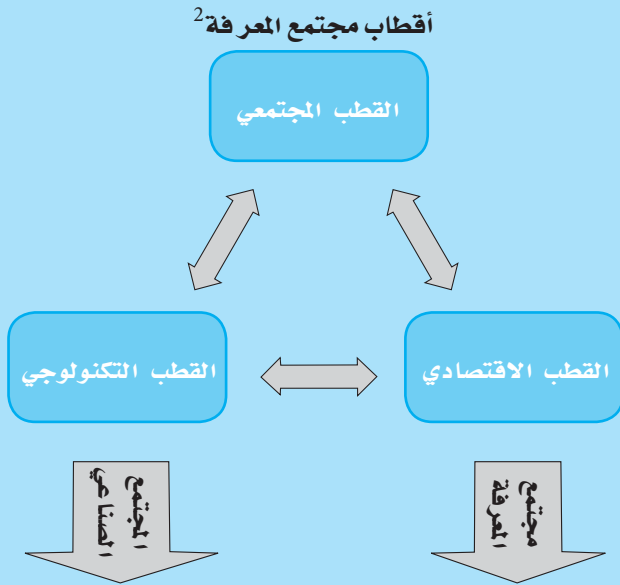 أقطاب مجتمع المعرفة2
القطب المجتمعي
القطب الاقتصادي
القطب التكنولوجي
مجتمع
المعرفة
المجتمع
الصناعي